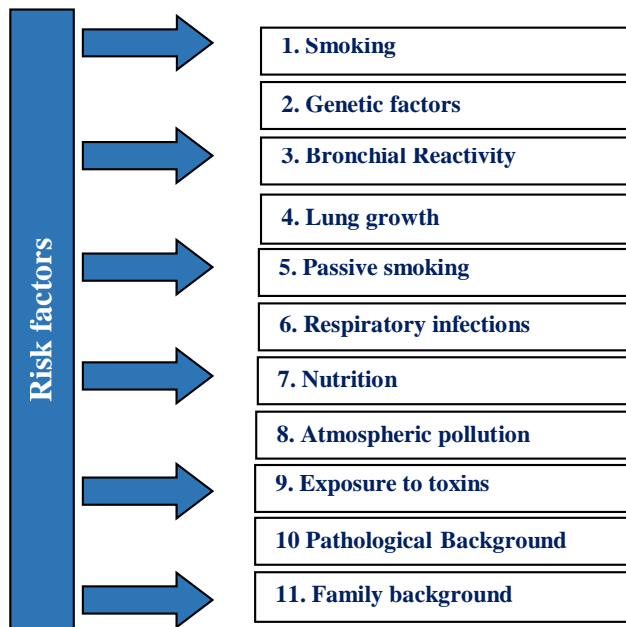 Risk factors
1. Smoking
2. Genetic factors
3. Bronchial Reactivity
4. Lung growth
5. Passive smoking
6. Respiratory infections
7. Nutrition
8. Atmospheric pollution
9. Exposure to toxins
10 Pathological Background
11. Family background